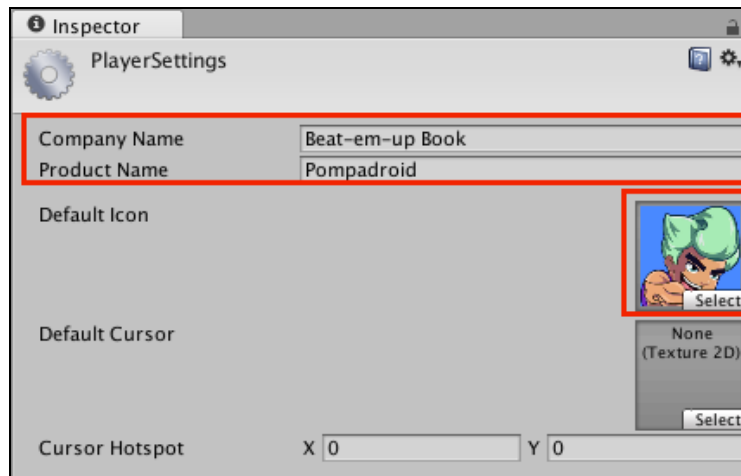 Inspector
PlayerSettings
Company Name Beat-em-up Book
Product Name Pompadroid
Default Icon
Select
Default Cursor
None
(Texture 2D)
Select
Cursor Hotspot X 0 Y 0